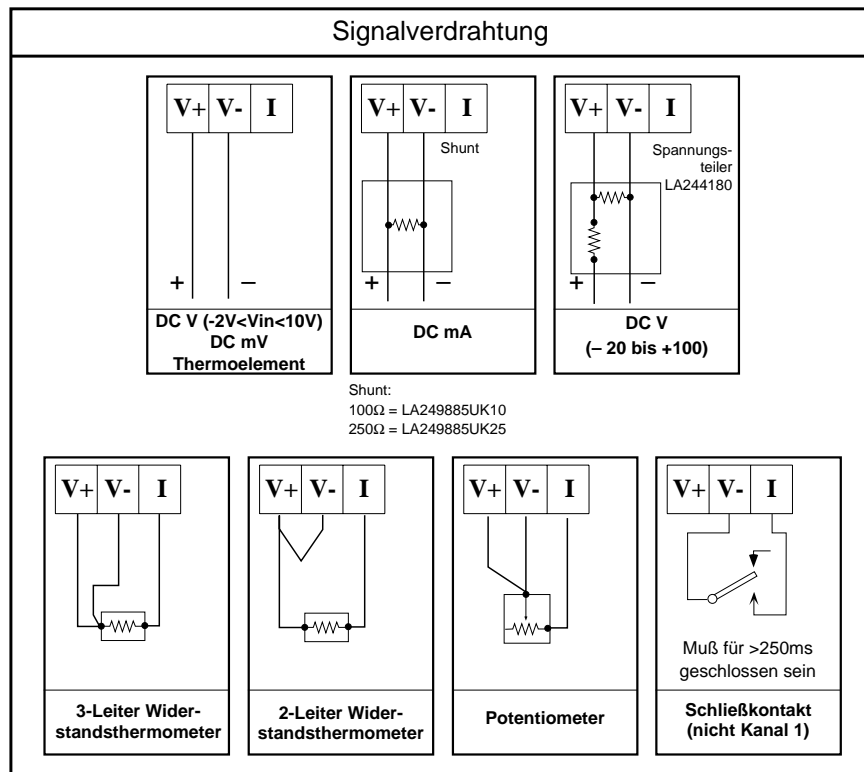 Signalverdrahtung
V+ V- I
+ –
DC V (-2V<Vin<10V)
DC mV
Thermoelement
V+ V- I
Shunt
+ –
DC mA
V+ V- I
Spannungs-
teiler
LA244180
+ –
DC V
(– 20 bis +100)
Shunt:
100Ω = LA249885UK10
250Ω = LA249885UK25
V+ V- I
3-Leiter Wider-
standsthermometer
V+ V- I
2-Leiter Wider-
standsthermometer
V+ V- I
Potentiometer
V+ V- I
Muß für >250ms
geschlossen sein
Schließkontakt
(nicht Kanal 1)